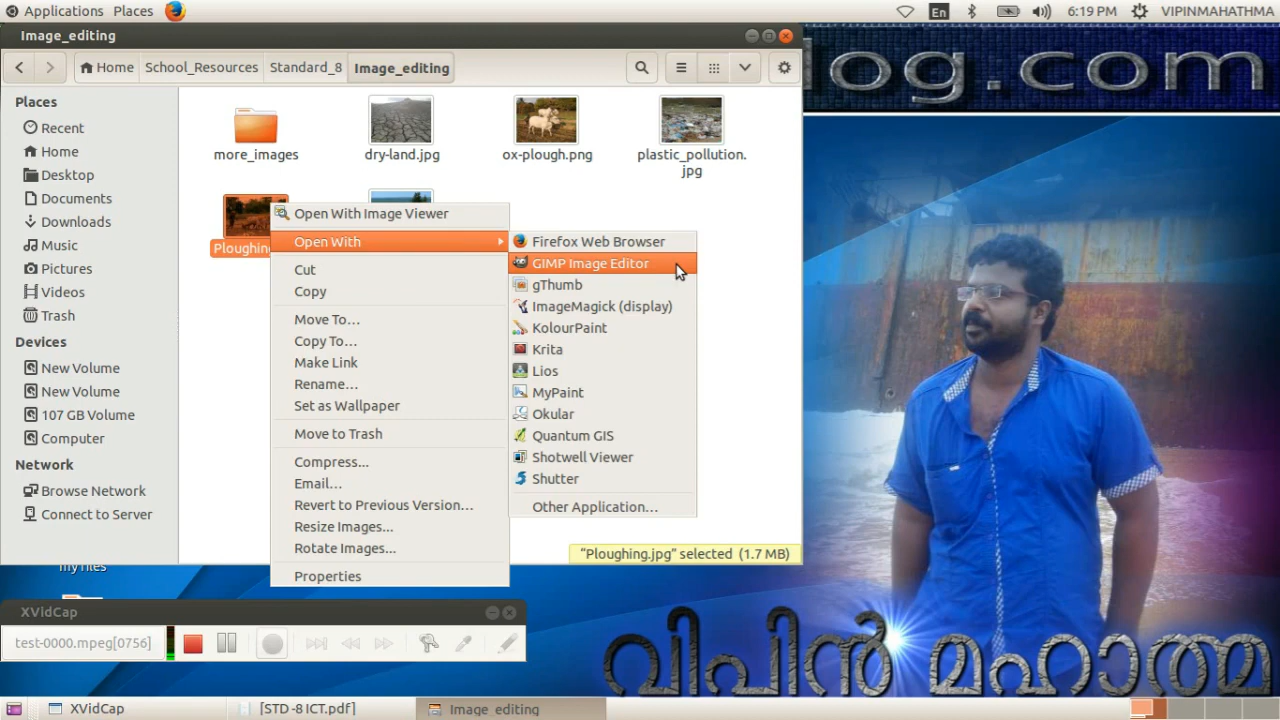 Applications Places
En
6:19 PM
VIPINMAHATHMA
Image_editing
Home
School_Resources
Standard_8
Image_editing
Places
Recent
Home
Desktop
Documents
Downloads
Music
Pictures
Videos
Trash
Devices
New Volume
New Volume
107 GB Volume
Computer
Network
Browse Network
Connect to Server
more_images
dry-land.jpg
ox-plough.png
plastic_pollution.
jpg
Open With Image Viewer
Open With
Cut
Copy
Move To…
Copy To…
Make Link
Rename…
Set as Wallpaper
Move to Trash
Compress...
Email…
Revert to Previous Version…
Resize Images...
Rotate Images...
Properties
Firefox Web Browser
GIMP Image Editor
gThumb
ImageMagick (display)
KolourPaint
Krita
Lios
MyPaint
Okular
Quantum GIS
Shotwell Viewer
Shutter
Other Application…
“Ploughing.jpg” selected (1.7 MB)
my files
log.com
XVidCap
test-0000.mpeg[0756]
വിപിൻ മഹാത്മ
XVidCap
[STD -8 ICT.pdf]
Image_editing